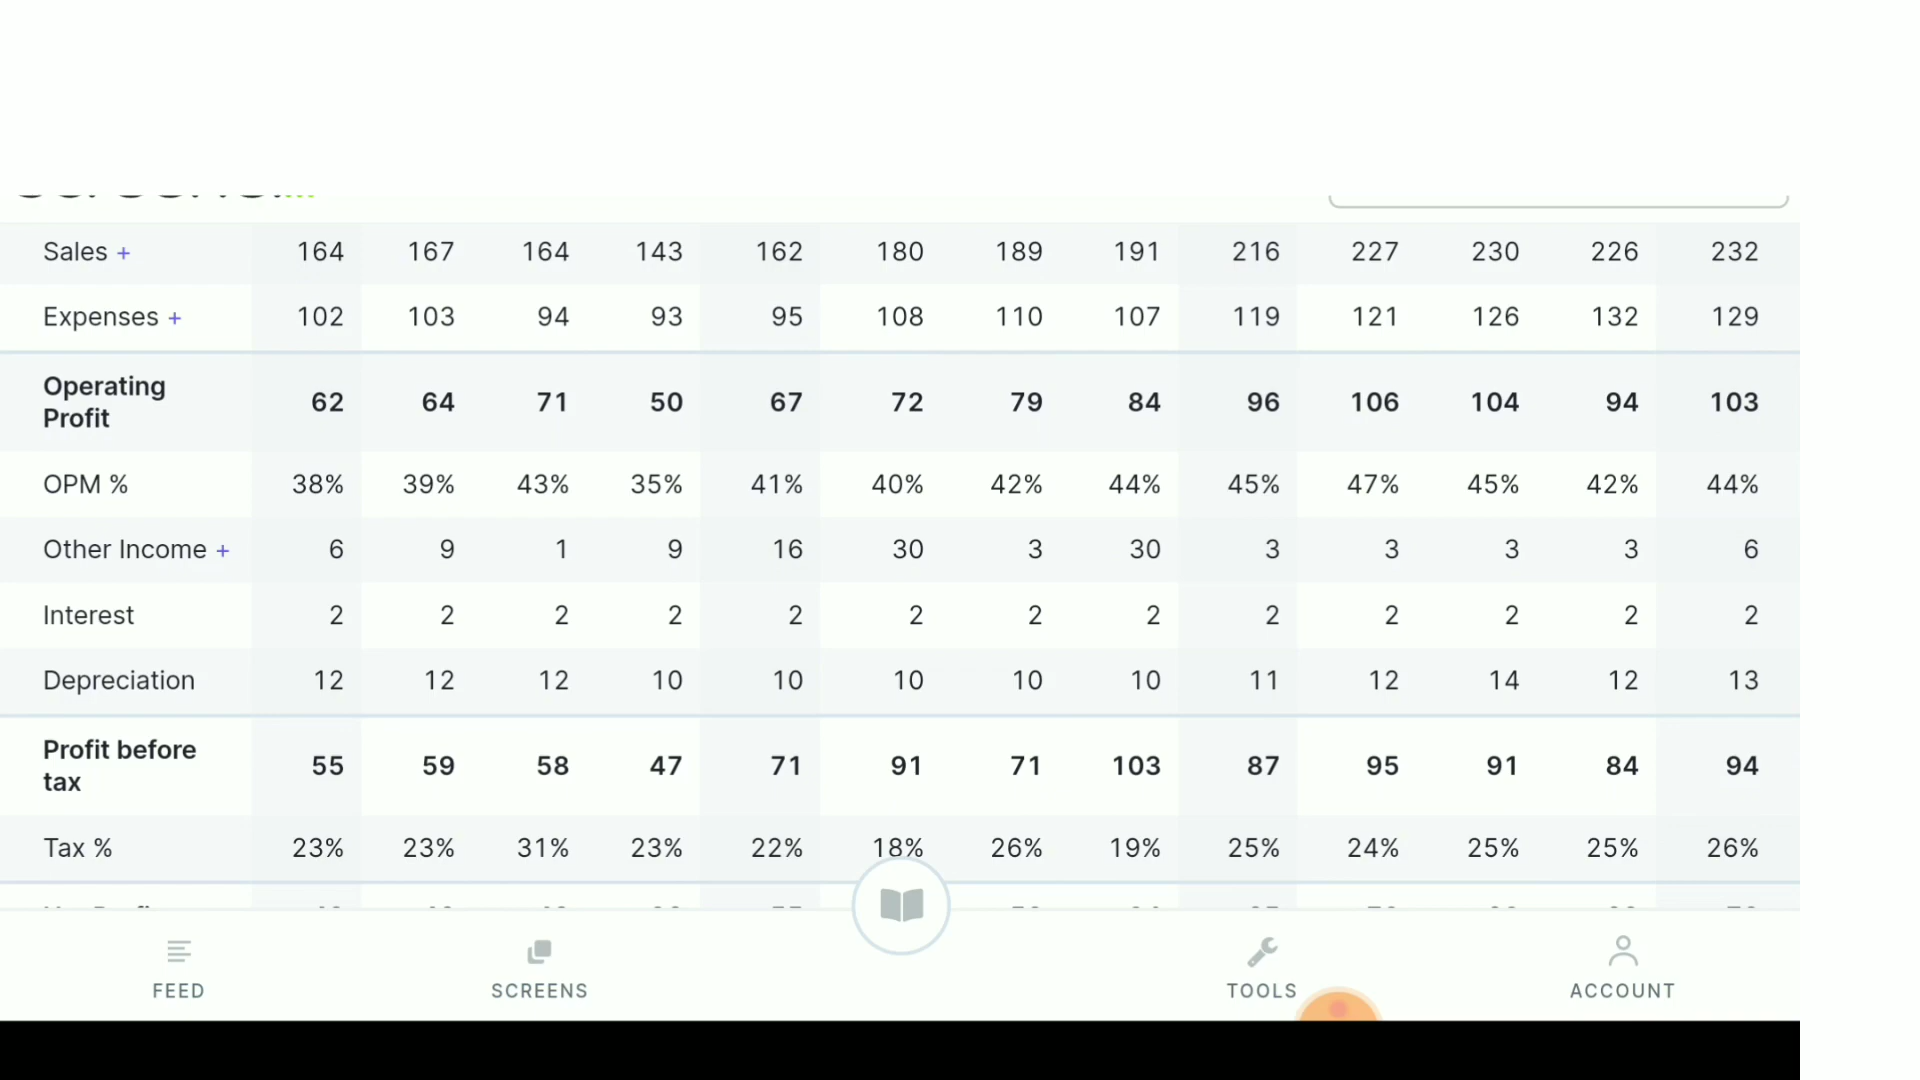 Sales + 164 167 164 143 162 180 189 191 216 227 230 226 232
Expenses + 102 103 94 93 95 108 110 107 119 121 126 132 129
Operating
Profit 62 64 71 50 67 72 79 84 96 106 104 94 103
OPM % 38% 39% 43% 35% 41% 40% 42% 44% 45% 47% 45% 42% 44%
Other Income + 6 9 1 9 16 30 3 30 3 3 3 3 6
Interest 2 2 2 2 2 2 2 2 2 2 2 2 2
Depreciation 12 12 12 10 10 10 10 10 11 12 14 12 13
Profit before
tax 55 59 58 47 71 91 71 103 87 95 91 84 94
Tax % 23% 23% 31% 23% 22% 18% 26% 19% 25% 24% 25% 25% 26%
FEED SCREENS TOOLS ACCOUNT